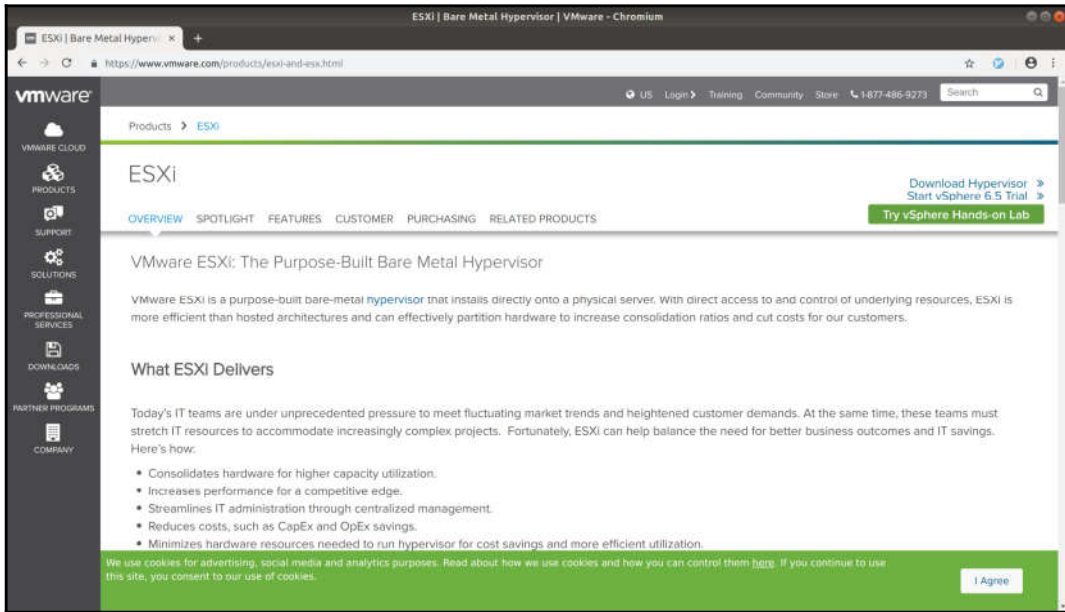 ESXi | Bare Metal Hypervisor | VMware - Chromium
ESXi | Bare Metal Hypervi
https://www.vmware.com/products/esxi-and-esx.html
vmware
US Login Training Community Store 1-877-486-9273 Search
Products > ESXi
VMWARE CLOUD
PRODUCTS
SUPPORT
SOLUTIONS
PROFESSIONAL
SERVICES
DOWNLOADS
PARTNER PROGRAMS
COMPANY
ESXi
Download Hypervisor »
Start vSphere 6.5 Trial »
Try vSphere Hands-on Lab
OVERVIEW SPOTLIGHT FEATURES CUSTOMER PURCHASING RELATED PRODUCTS
VMware ESXi: The Purpose-Built Bare Metal Hypervisor
VMware ESXi is a purpose-built bare-metal hypervisor that installs directly onto a physical server. With direct access to and control of underlying resources, ESXi is
more efficient than hosted architectures and can effectively partition hardware to increase consolidation ratios and cut costs for our customers.
What ESXi Delivers
Today's IT teams are under unprecedented pressure to meet fluctuating market trends and heightened customer demands. At the same time, these teams must
stretch IT resources to accommodate increasingly complex projects. Fortunately, ESXi can help balance the need for better business outcomes and IT savings.
Here's how:
• Consolidates hardware for higher capacity utilization.
• Increases performance for a competitive edge.
• Streamlines IT administration through centralized management.
• Reduces costs, such as CapEx and OpEx savings.
• Minimizes hardware resources needed to run hypervisor for cost savings and more efficient utilization.
We use cookies for advertising, social media and analytics purposes. Read about how we use cookies and how you can control them here. If you continue to use
this site, you consent to our use of cookies.
I Agree